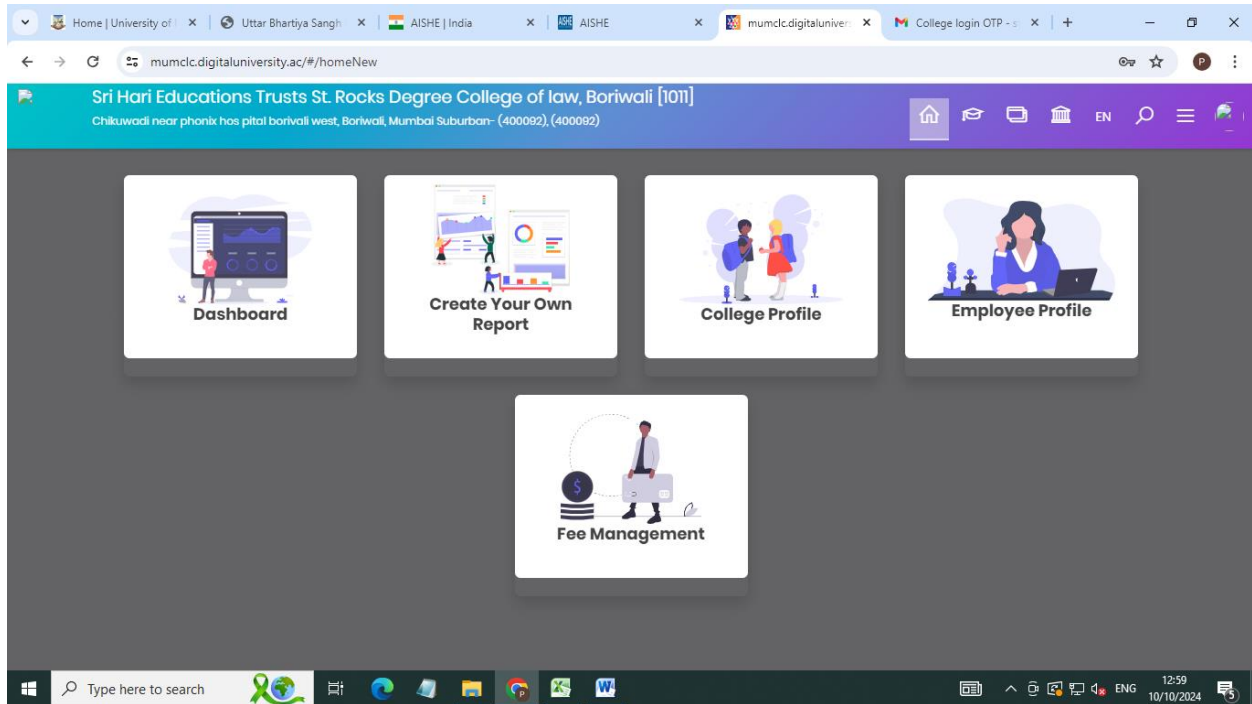 Home | University of
Uttar Bhartiya Sangh
AISHE | India
AISHE
mumclc.digitaluniver
College login OTP - s
mumclc.digitaluniversity.ac/#/homeNew
P
Sri Hari Educations Trusts St. Rocks Degree College of law, Boriwali [1011]
Chikuwadi near phonix hos pital borivali west, Boriwali, Mumbai Suburban- (400092), (400092)
EN
Dashboard
Create Your Own
Report
College Profile
Employee Profile
$
Fee Management
Type here to search
ENG
12:59
10/10/2024
5